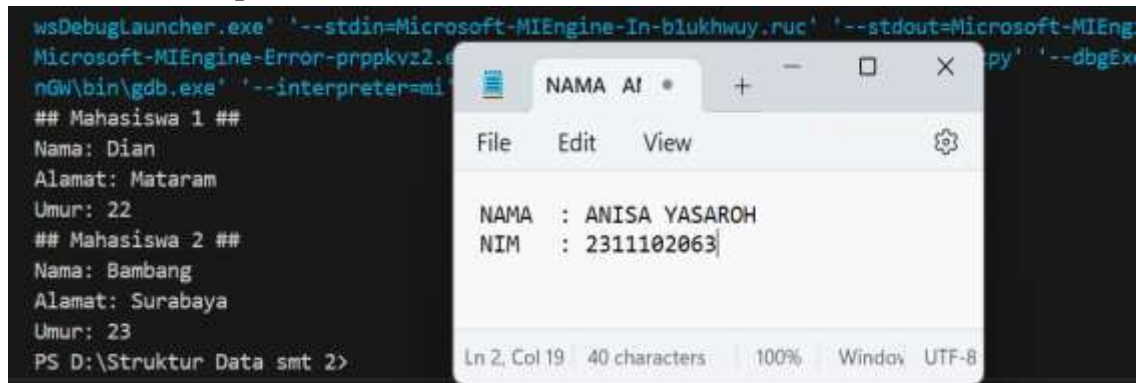 wsDebugLauncher.exe' '--stdin=Microsoft-MIEngine-In-b1ukhwuy.ruc' '--stdout=Microsoft-MIEngi
Microsoft-MIEngine-Error-prppkvz2.e py' '--dbgExe
nGW\bin\gdb.exe' '--interpreter=mi'
## Mahasiswa 1 ##
Nama: Dian
Alamat: Mataram
Umur: 22
## Mahasiswa 2 ##
Nama: Bambang
Alamat: Surabaya
Umur: 23
PS D:\Struktur Data smt 2>
NAMA AI
File Edit View
NAMA : ANISA YASAROH
NIM : 2311102063
Ln 2, Col 19 40 characters 100% Window UTF-8